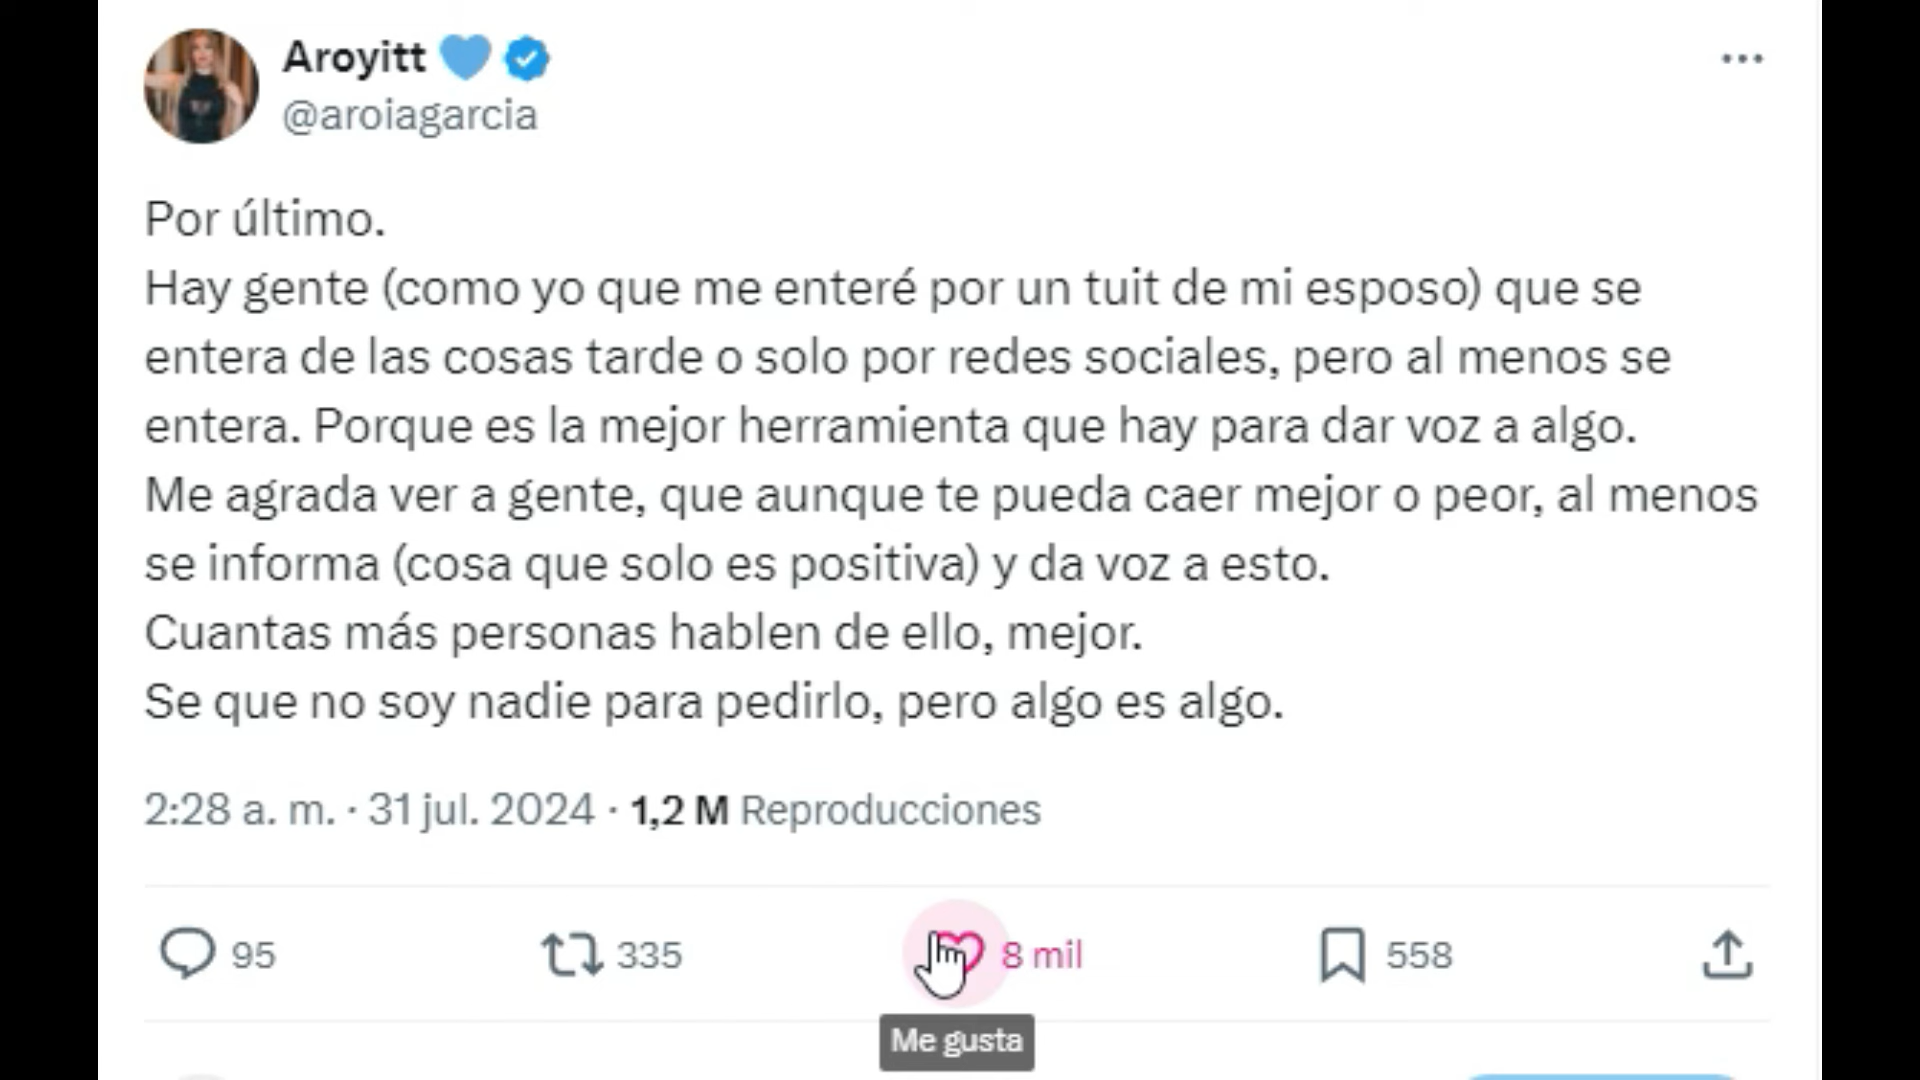 Aroyitt
@aroiagarcia
Por último.
Hay gente (como yo que me enteré por un tuit de mi esposo) que se
entera de las cosas tarde o solo por redes sociales, pero al menos se
entera. Porque es la mejor herramienta que hay para dar voz a algo.
Me agrada ver a gente, que aunque te pueda caer mejor o peor, al menos
se informa (cosa que solo es positiva) y da voz a esto.
Cuantas más personas hablen de ello, mejor.
Se que no soy nadie para pedirlo, pero algo es algo.
2:28 a. m. · 31 jul. 2024 · 1,2 M Reproducciones
95 335 8 mil 558
Me gusta